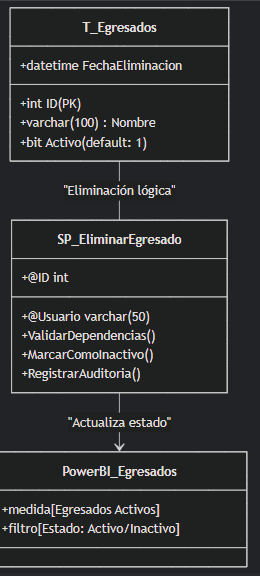 T_Egresados
+datetime FechaEliminacion
+int ID(PK)
+varchar(100) : Nombre
+bit Activo(default: 1)
"Eliminación lógica"
SP_EliminarEgresado
+@ID int
+@Usuario varchar(50)
+ValidarDependencias()
+MarcarComoInactivo()
+RegistrarAuditoria()
"Actualiza estado"
PowerBI_Egresados
+medida[Egresados Activos]
+filtro[Estado: Activo/Inactivo]